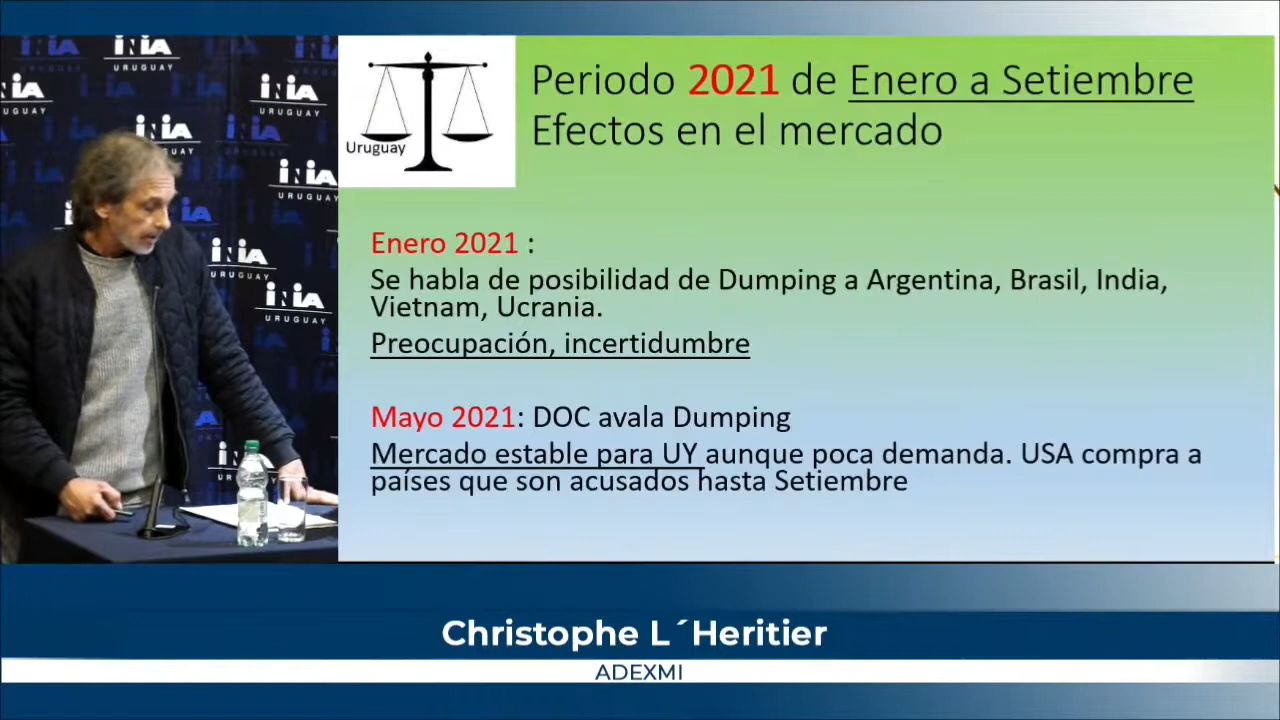 INIA
URUGUAY
Uruguay
Periodo 2021 de Enero a Setiembre
Efectos en el mercado
Enero 2021 :
Se habla de posibilidad de Dumping a Argentina, Brasil, India,
Vietnam, Ucrania.
Preocupación, incertidumbre
Mayo 2021: DOC avala Dumping
Mercado estable para UY aunque poca demanda. USA compra a
países que son acusados hasta Setiembre
Christophe L´Heritier
ADEXMI